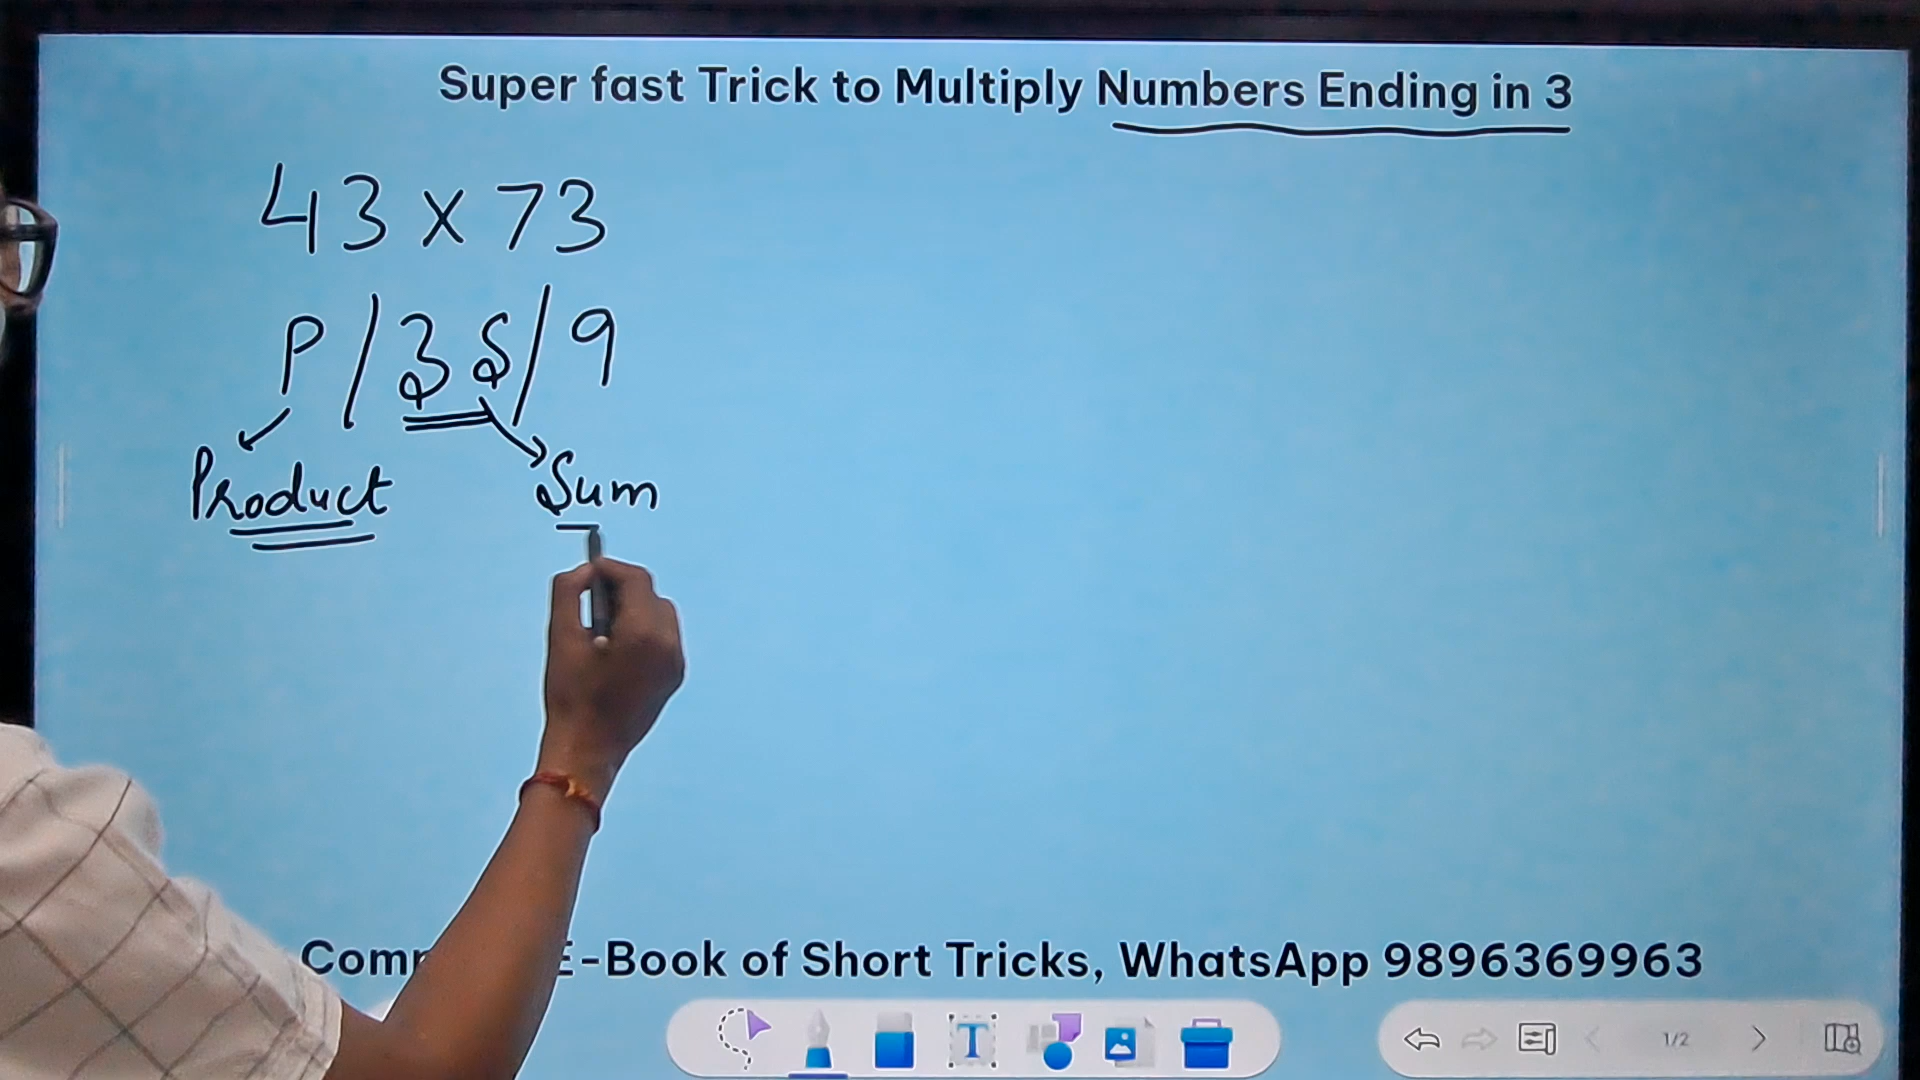 Super fast Trick to Multiply Numbers Ending in 3
43 x 73
P / 3 S / 9
Product Sum
E-Book of Short Tricks, WhatsApp 9896369963
T
1/2